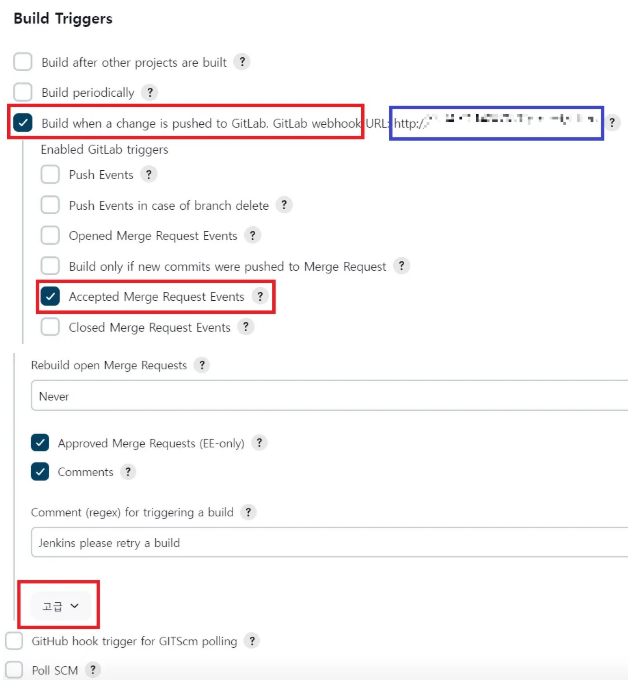 Build Triggers
Build after other projects are built ?
Build periodically ?
Build when a change is pushed to GitLab. GitLab webhook URL: http:/ ?
Enabled GitLab triggers
Push Events ?
Push Events in case of branch delete ?
Opened Merge Request Events ?
Build only if new commits were pushed to Merge Request ?
Accepted Merge Request Events ?
Closed Merge Request Events ?
Rebuild open Merge Requests ?
Never
Approved Merge Requests (EE-only) ?
Comments ?
Comment (regex) for triggering a build ?
Jenkins please retry a build
고급
GitHub hook trigger for GITScm polling ?
Poll SCM ?